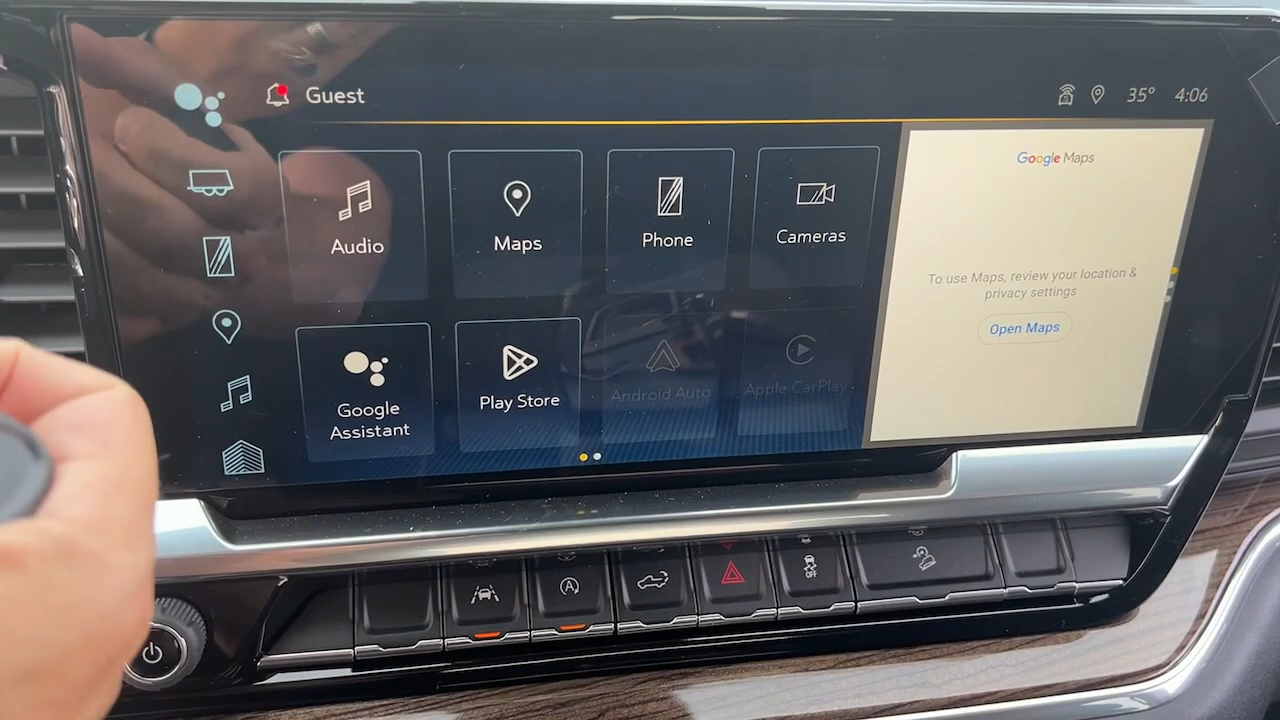 Guest
35° 4:06
Audio
Maps
Phone
Cameras
Google Maps
To use Maps, review your location &
privacy settings
Open Maps
Google
Assistant
Play Store
Android Auto
Apple CarPlay
A
OFF